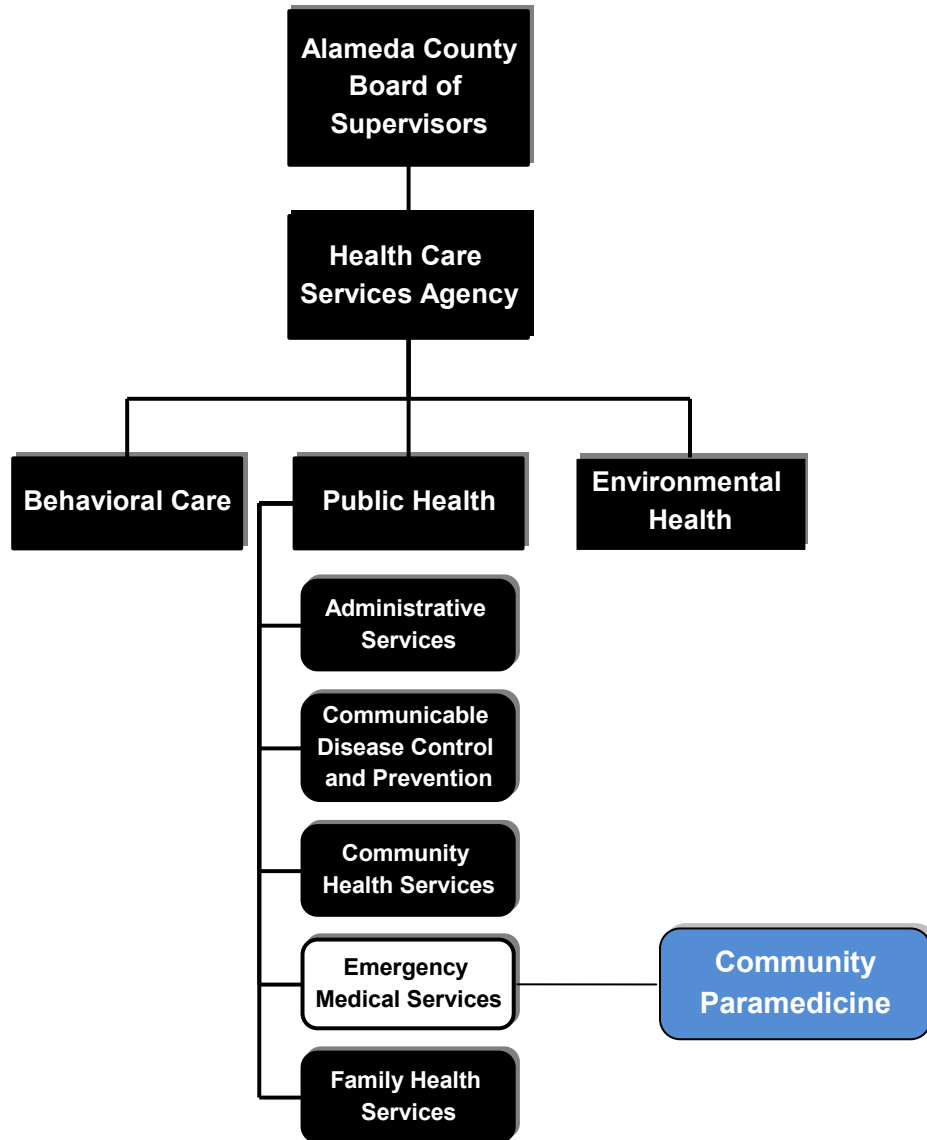 Alameda County
Board of
Supervisors
Health Care
Services Agency
Behavioral Care
Public Health
Environmental
Health
Administrative
Services
Communicable
Disease Control
and Prevention
Community
Health Services
Emergency
Medical Services
Community
Paramedicine
Family Health
Services